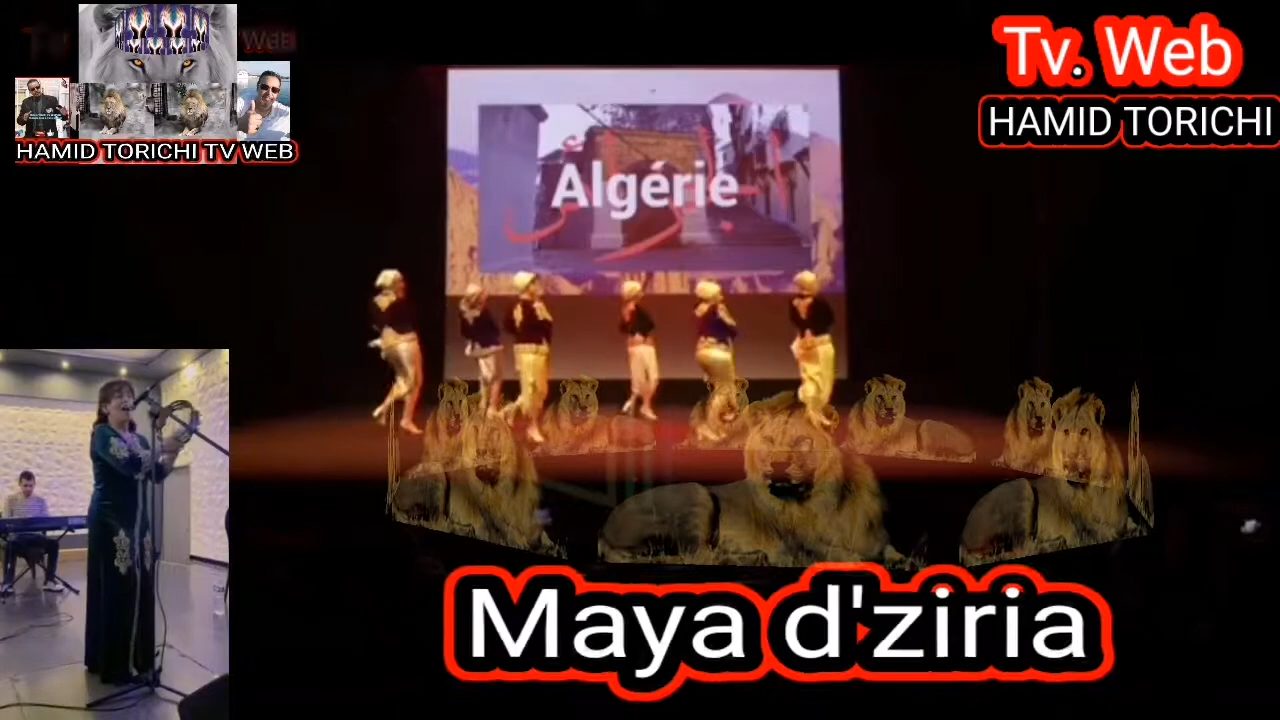 HAMID TORICHI TV WEB
Tv. Web
HAMID TORICHI
Algérie
Maya d'ziria